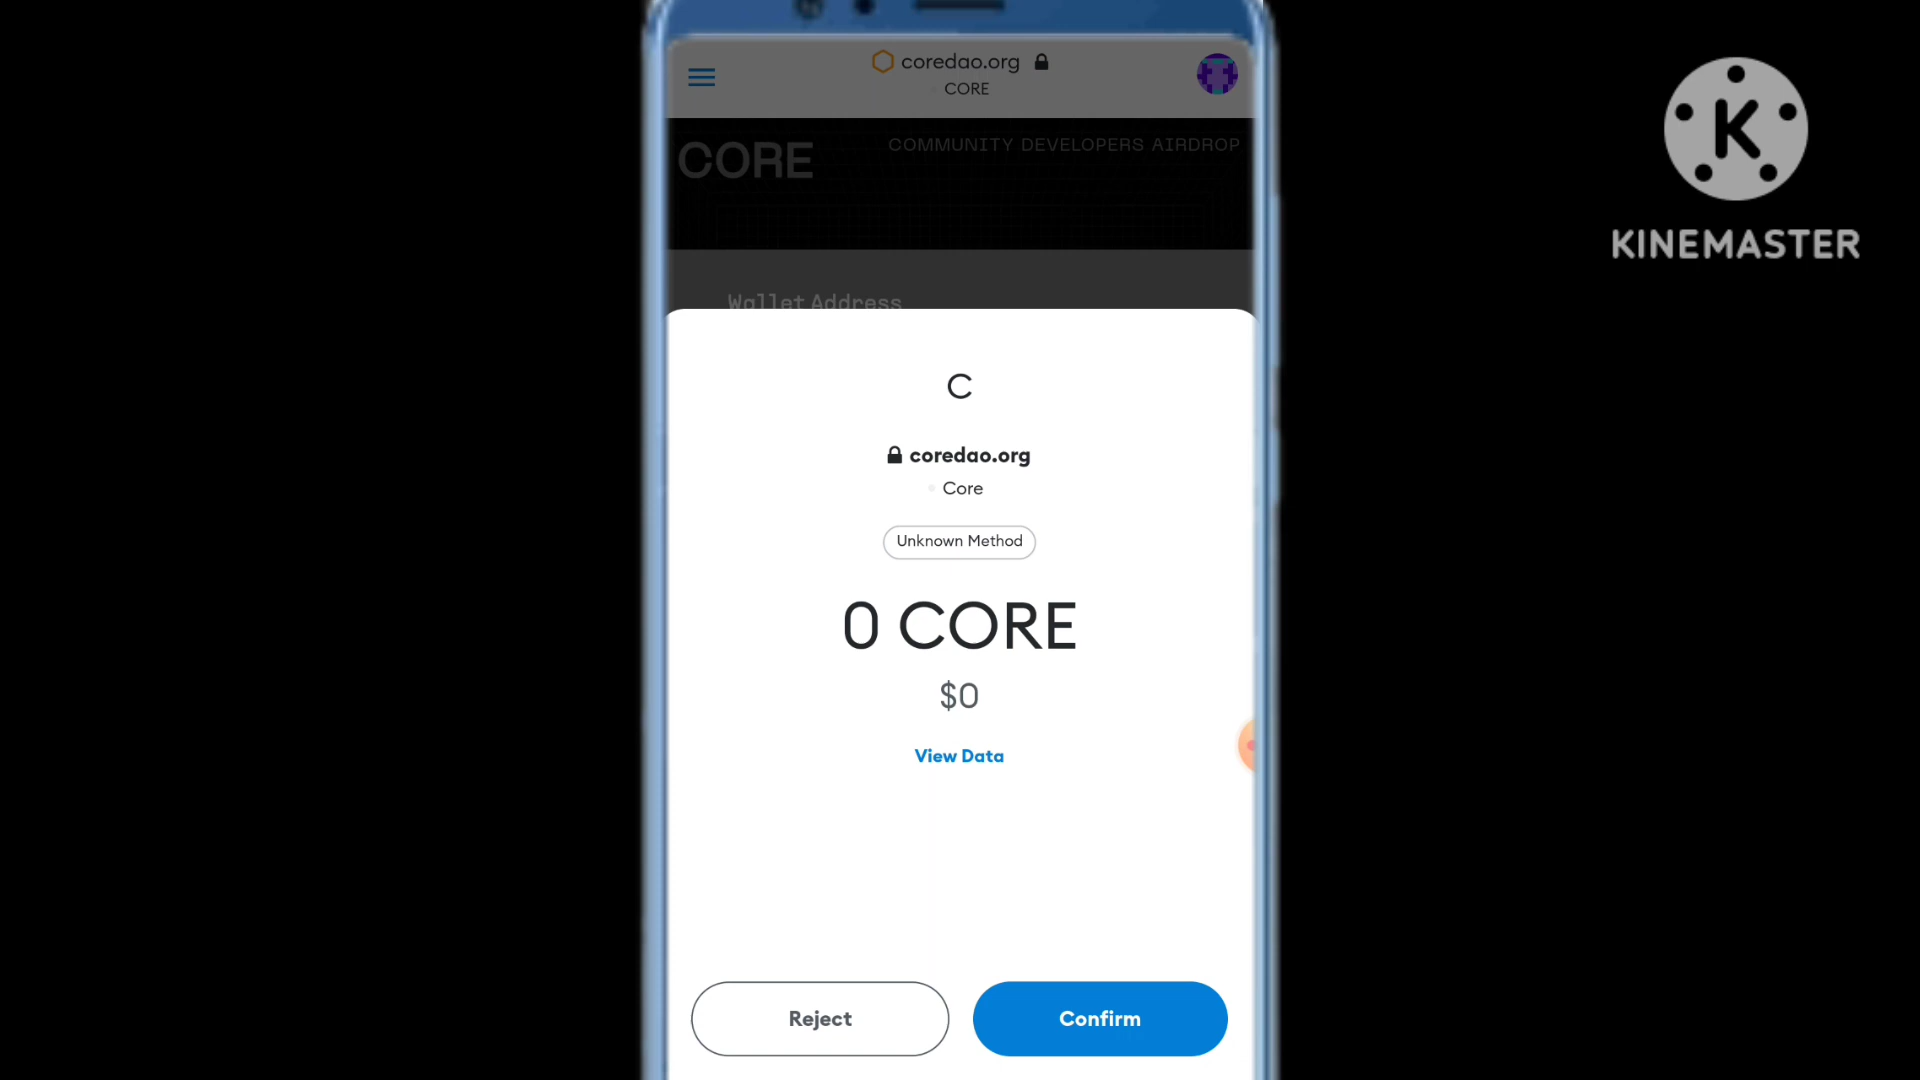 coredao.org
CORE
CORE
COMMUNITY DEVELOPERS AIRDROP
Wallet Address
C
coredao.org
Core
Unknown Method
0 CORE
$0
View Data
Reject
Confirm
K
KINEMASTER